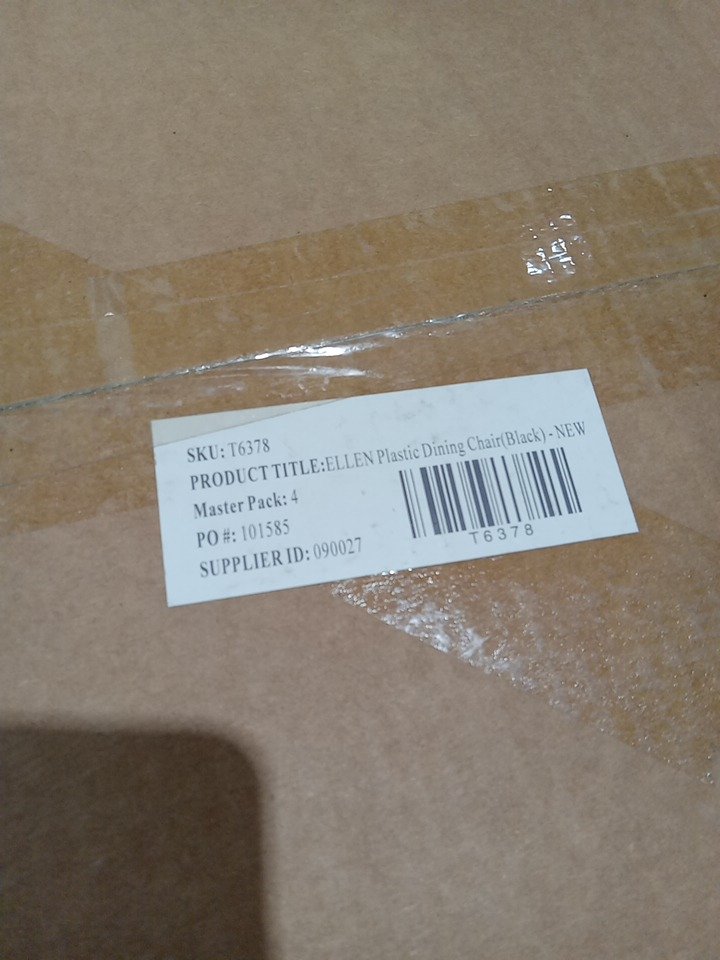 SKU: T6378
PRODUCT TITLE:ELLEN Plastic Dining Chair(Black) - NEW
Master Pack: 4
PO #: 101585
SUPPLIER ID: 090027
T6378